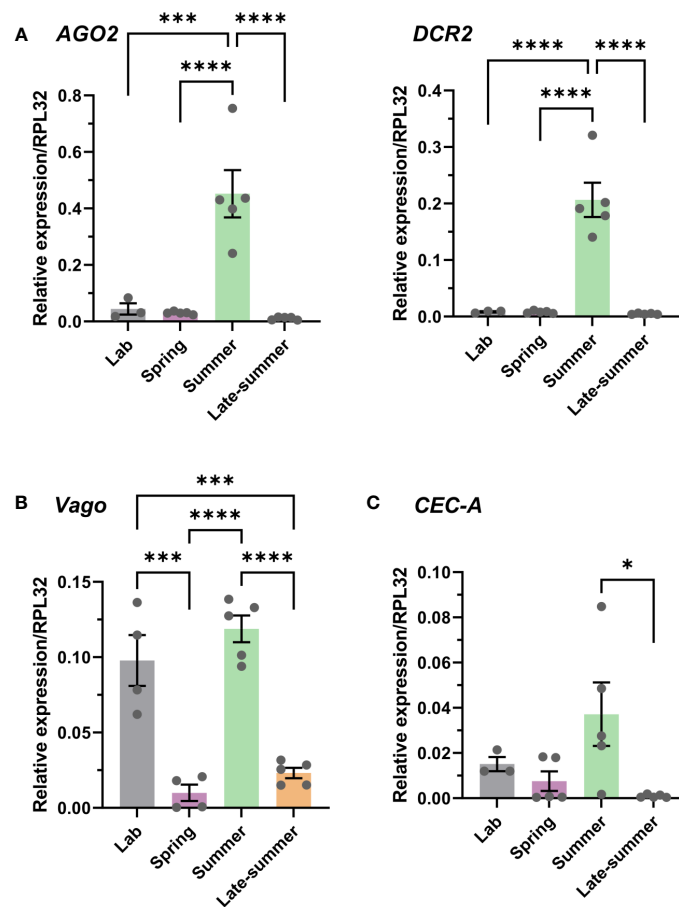 A AGO2
*** ****
****
Relative expression/RPL32
0.8
0.6
0.4
0.2
0.0
Lab
Spring
Summer
Late-summer
DCR2
**** ****
****
Relative expression/RPL32
0.4
0.3
0.2
0.1
0.0
Lab
Spring
Summer
Late-summer
B Vago
***
****
*** ****
Relative expression/RPL32
0.15
0.10
0.05
0.00
Lab
Spring
Summer
Late-summer
C CEC-A
*
Relative expression/RPL32
0.10
0.08
0.06
0.04
0.02
0.00
Lab
Spring
Summer
Late-summer